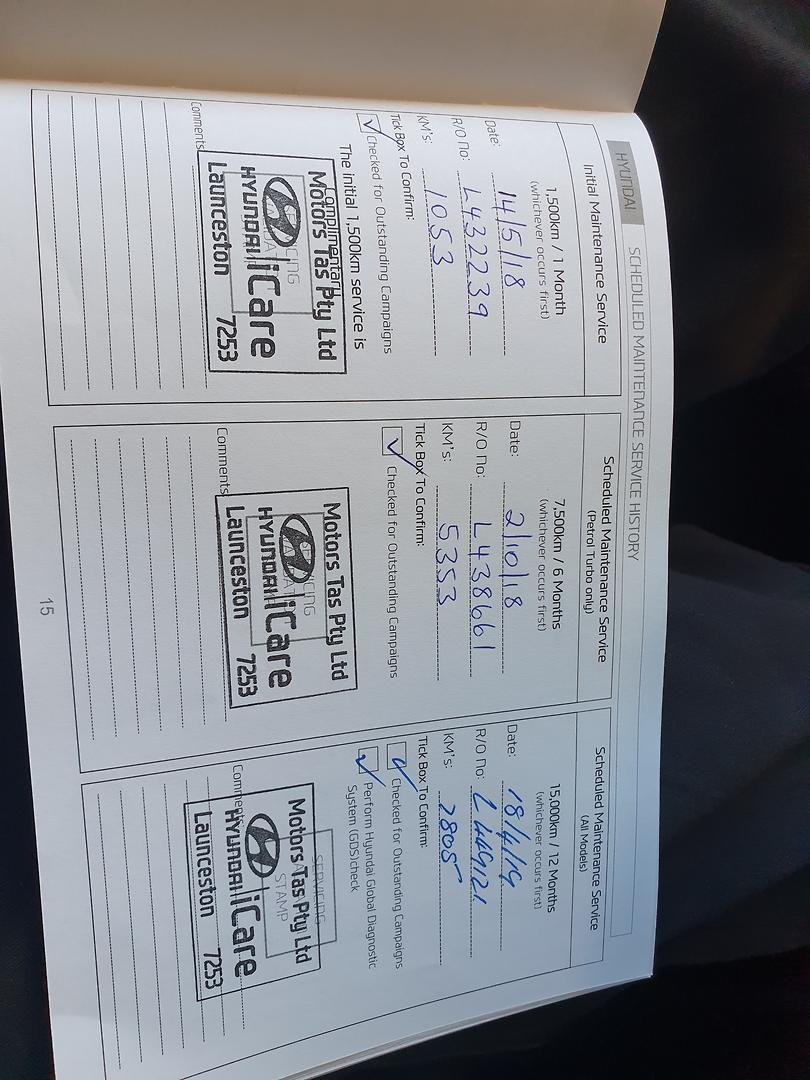 HYUNDAI SCHEDULED MAINTENANCE SERVICE HISTORY
Initial Maintenance Service
1,500km / 1 Month
(whichever occurs first)
Date: 14/5/18
R/O No: L432239
KM's: 1053
Tick Box To Confirm:
Checked for Outstanding Campaigns
The initial 1,500km service is
complimentary
Motors Tas Pty Ltd
HYUNDAI iCare
Launceston 7253
Comments
Scheduled Maintenance Service
(Petrol Turbo only)
7,500km / 6 Months
(whichever occurs first)
Date: 2/10/18
R/O No: L438661
KM's: 5353
Tick Box To Confirm:
Checked for Outstanding Campaigns
Motors Tas Pty Ltd
HYUNDAI iCare
Launceston 7253
Comments
Scheduled Maintenance Service
(All Models)
15,000km / 12 Months
(whichever occurs first)
Date: 18/4/19
R/O No: L449121
KM's: 2805
Tick Box To Confirm:
Checked for Outstanding Campaigns
Perform Hyundai Global Diagnostic
System (GDS)check
SERVICING
STAMP
Motors Tas Pty Ltd
HYUNDAI iCare
Launceston 7253
Comments
15